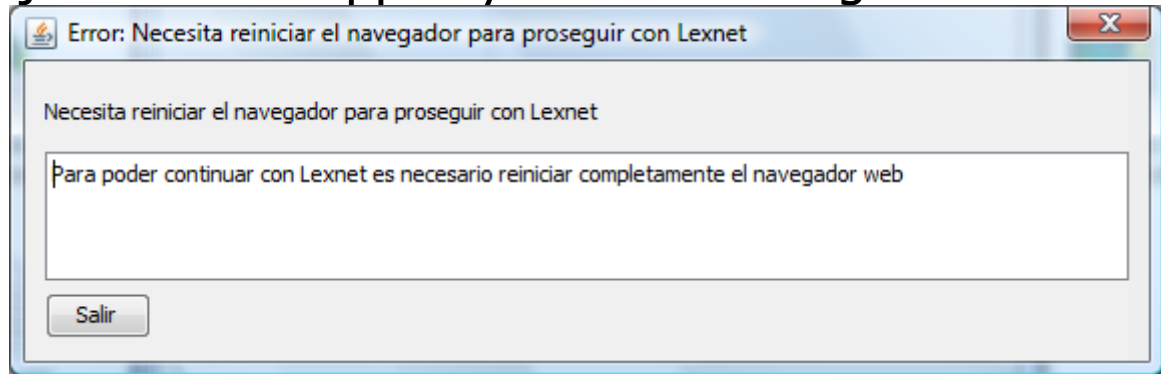 Error: Necesita reiniciar el navegador para proseguir con Lexnet
Necesita reiniciar el navegador para proseguir con Lexnet
Para poder continuar con Lexnet es necesario reiniciar completamente el navegador web
Salir